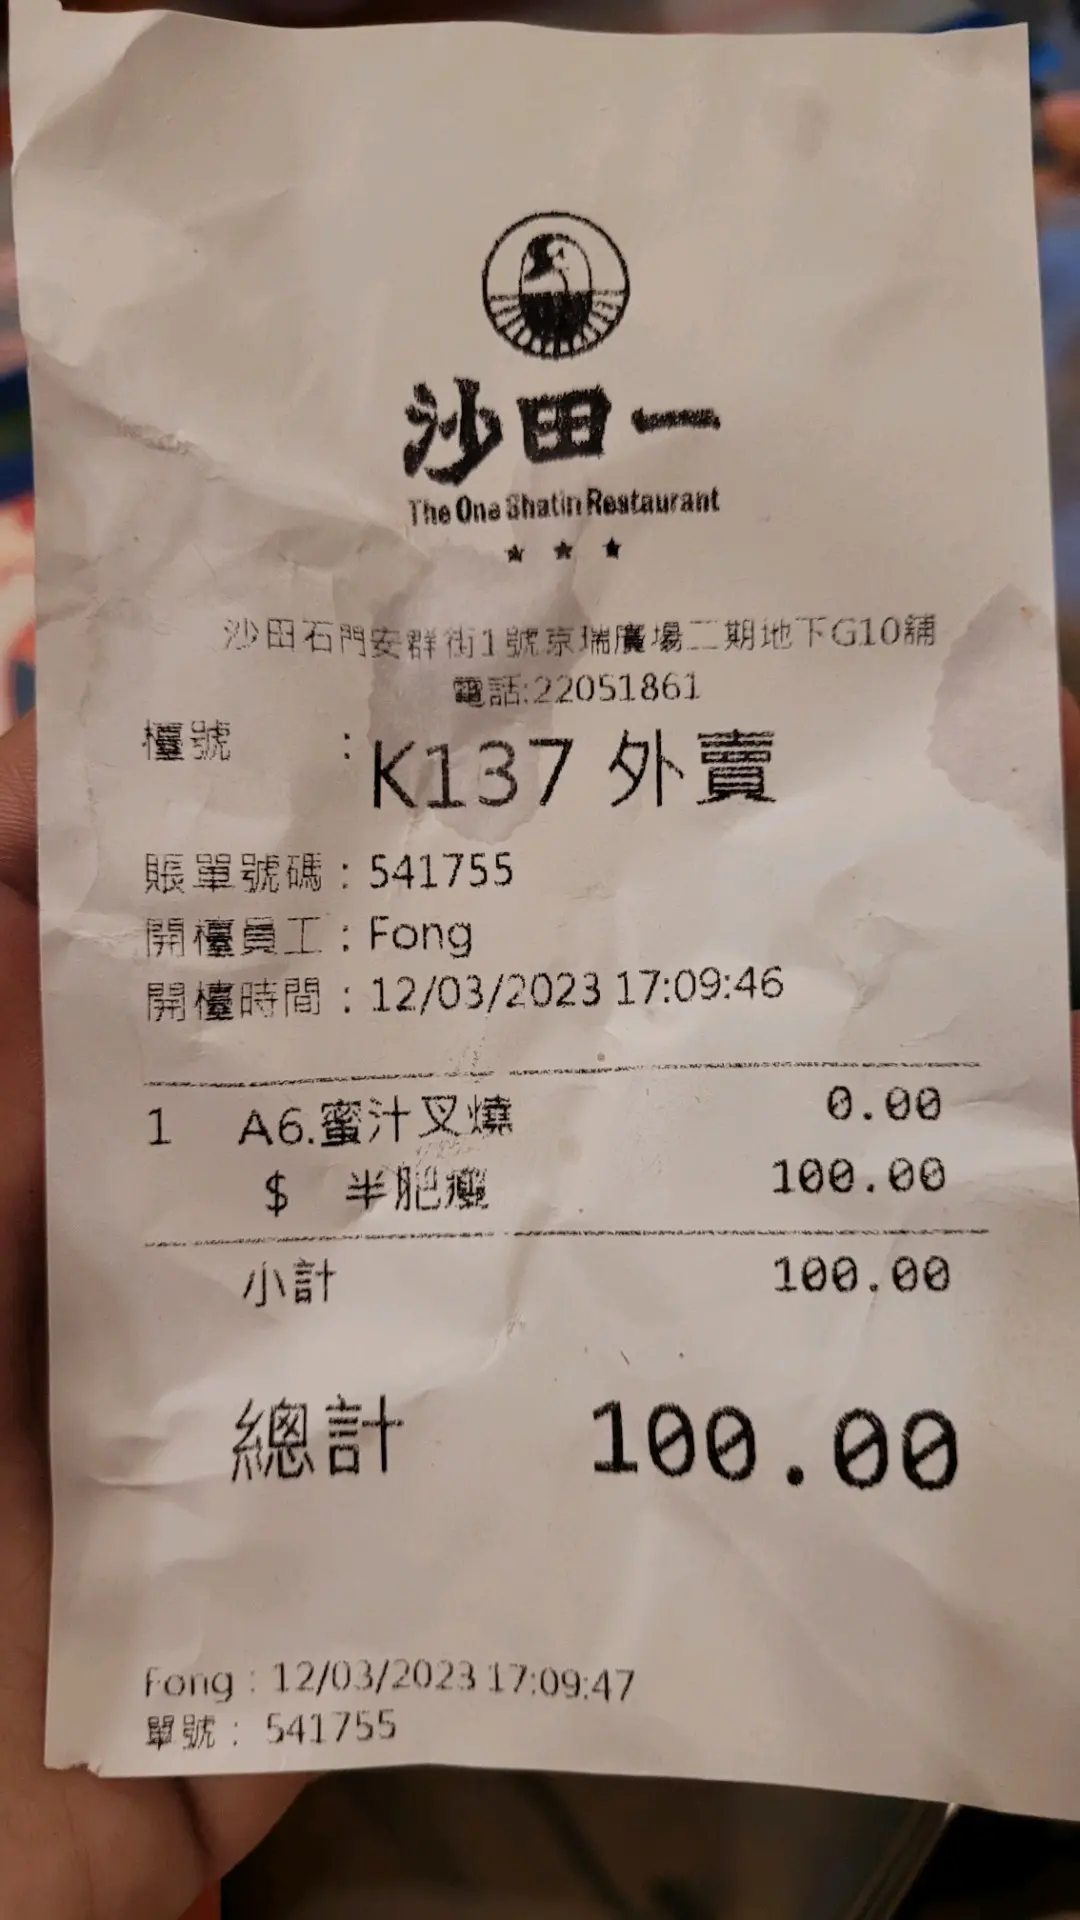 沙田一
The One Shatin Restaurant
★ ★ ★
沙田石門安群街1號京瑞廣場二期地下G10舖
電話:22051861
檯號 : K137 外賣
賬單號碼 : 541755
開檯員工 : Fong
開檯時間 : 12/03/2023 17:09:46
1 A6.蜜汁叉燒 0.00
$ 半肥瘦 100.00
小計 100.00
總計 100.00
Fong : 12/03/2023 17:09:47
單號 : 541755